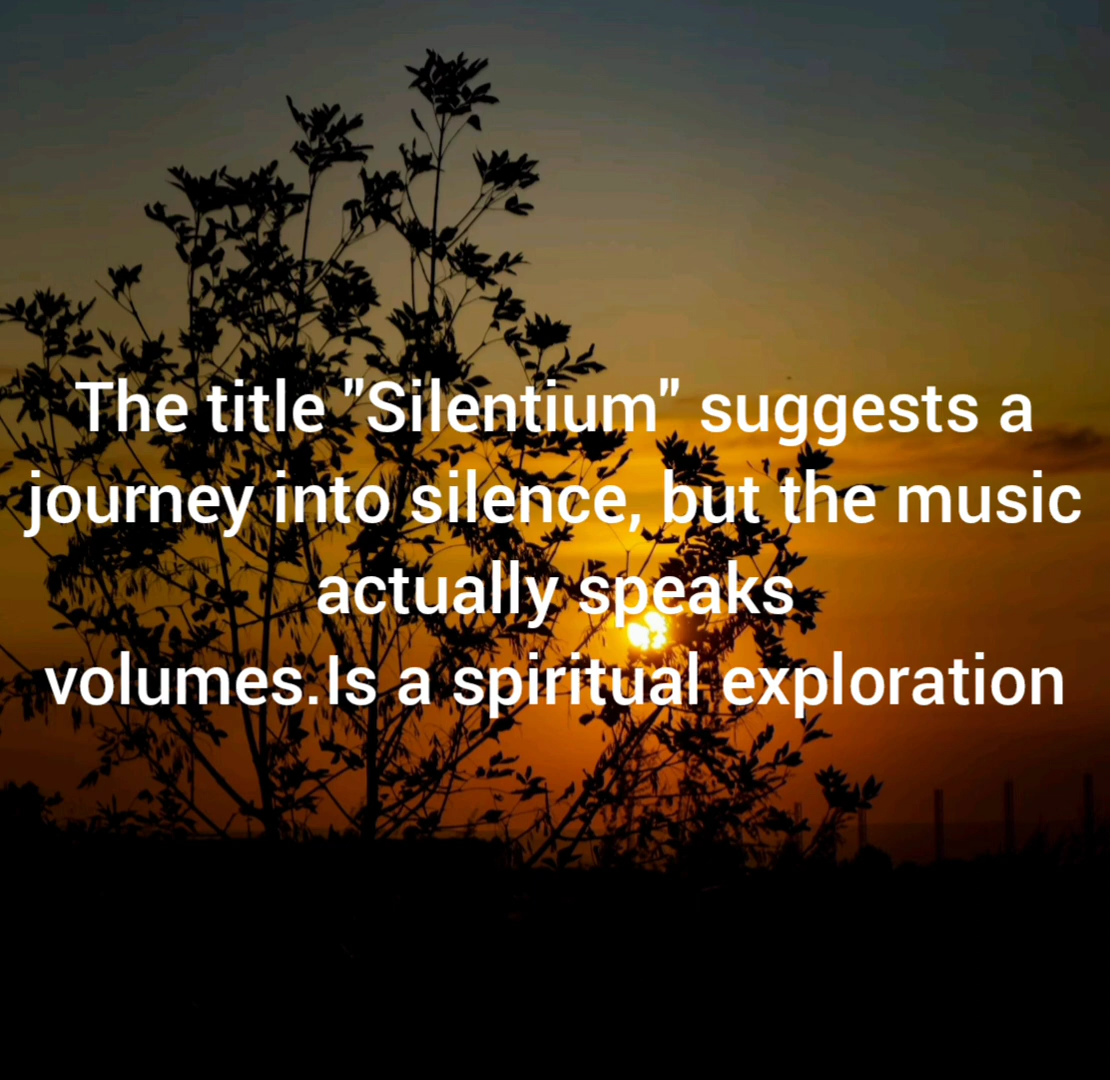 The title "Silentium" suggests a
journey into silence, but the music
actually speaks
volumes.Is a spiritual exploration